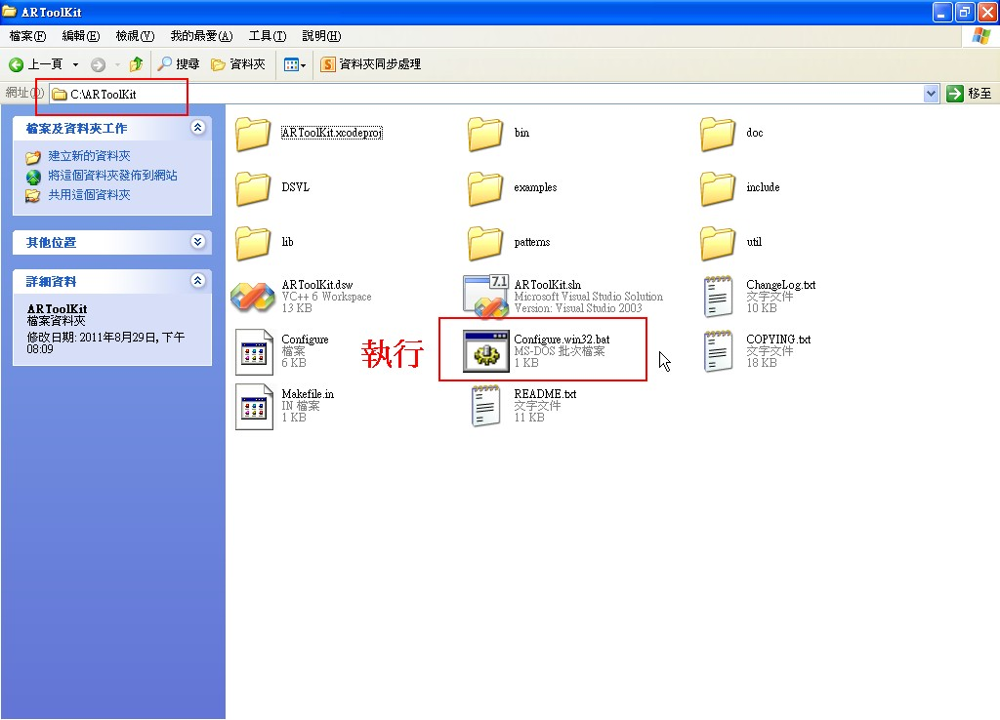 ARToolKit
檔案(F) 編輯(E) 檢視(V) 我的最愛(A) 工具(T) 說明(H)
上一頁 搜尋 資料夾 資料夾同步處理
網址(D) C:\ARToolKit 移至
檔案及資料夾工作
建立新的資料夾
將這個資料夾發佈到網站
共用這個資料夾
其他位置
詳細資料
ARToolKit
檔案資料夾
修改日期: 2011年8月29日, 下午
08:09
ARToolKit.xcodeproj
bin
doc
DSVL
examples
include
lib
patterns
util
ARToolKit.dsw
VC++ 6 Workspace
13 KB
7.1
ARToolKit.sln
Microsoft Visual Studio Solution
Version: Visual Studio 2003
ChangeLog.txt
文字文件
10 KB
Configure
檔案
6 KB
執行
Configure.win32.bat
MS-DOS 批次檔案
1 KB
COPYING.txt
文字文件
18 KB
Makefile.in
IN 檔案
1 KB
README.txt
文字文件
11 KB